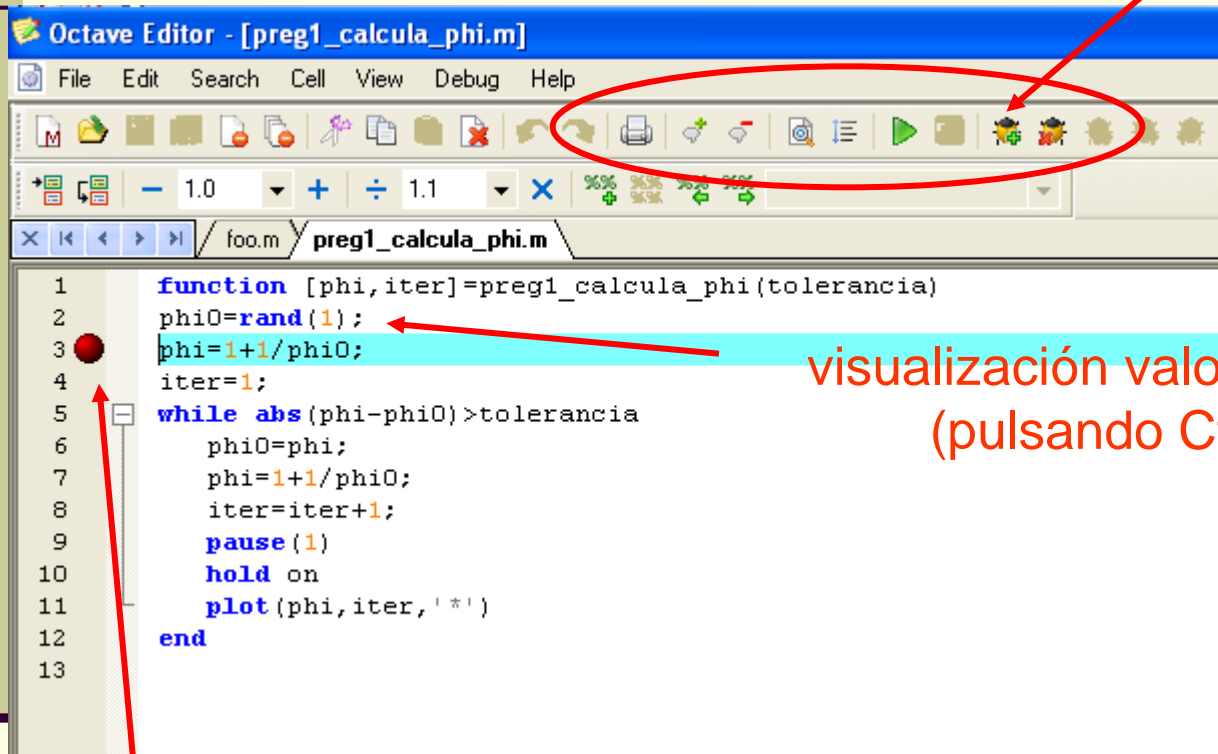 Octave Editor - [preg1_calcula_phi.m]
File Edit Search Cell View Debug Help
1.0 1.1
foo.m preg1_calcula_phi.m
1 function [phi,iter]=preg1_calcula_phi(tolerancia)
2 phi0=rand(1);
3 phi=1+1/phi0;
4 iter=1;
5 while abs(phi-phi0)>tolerancia
6 phi0=phi;
7 phi=1+1/phi0;
8 iter=iter+1;
9 pause(1)
10 hold on
11 plot(phi,iter,'*')
12 end
13
visualización valo
(pulsando C